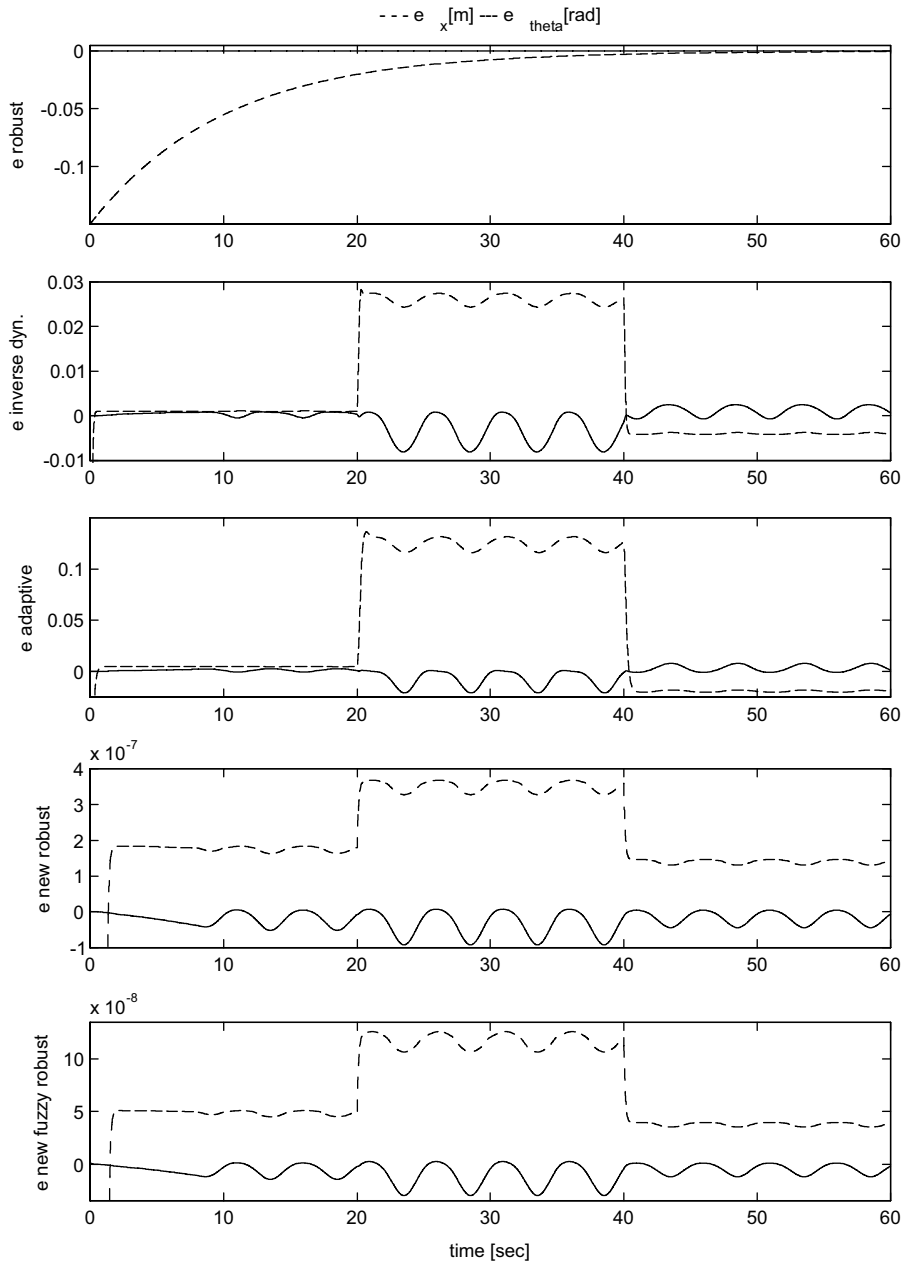 - - - e x[m] --- e theta[rad]
e robust
0
-0.05
-0.1
0 10 20 30 40 50 60
e inverse dyn.
0.03
0.02
0.01
0
-0.01
0 10 20 30 40 50 60
e adaptive
0.1
0.05
0
0 10 20 30 40 50 60
x 10-7
e new robust
4
3
2
1
0
-1
0 10 20 30 40 50 60
x 10-8
e new fuzzy robust
10
5
0
0 10 20 30 40 50 60
time [sec]